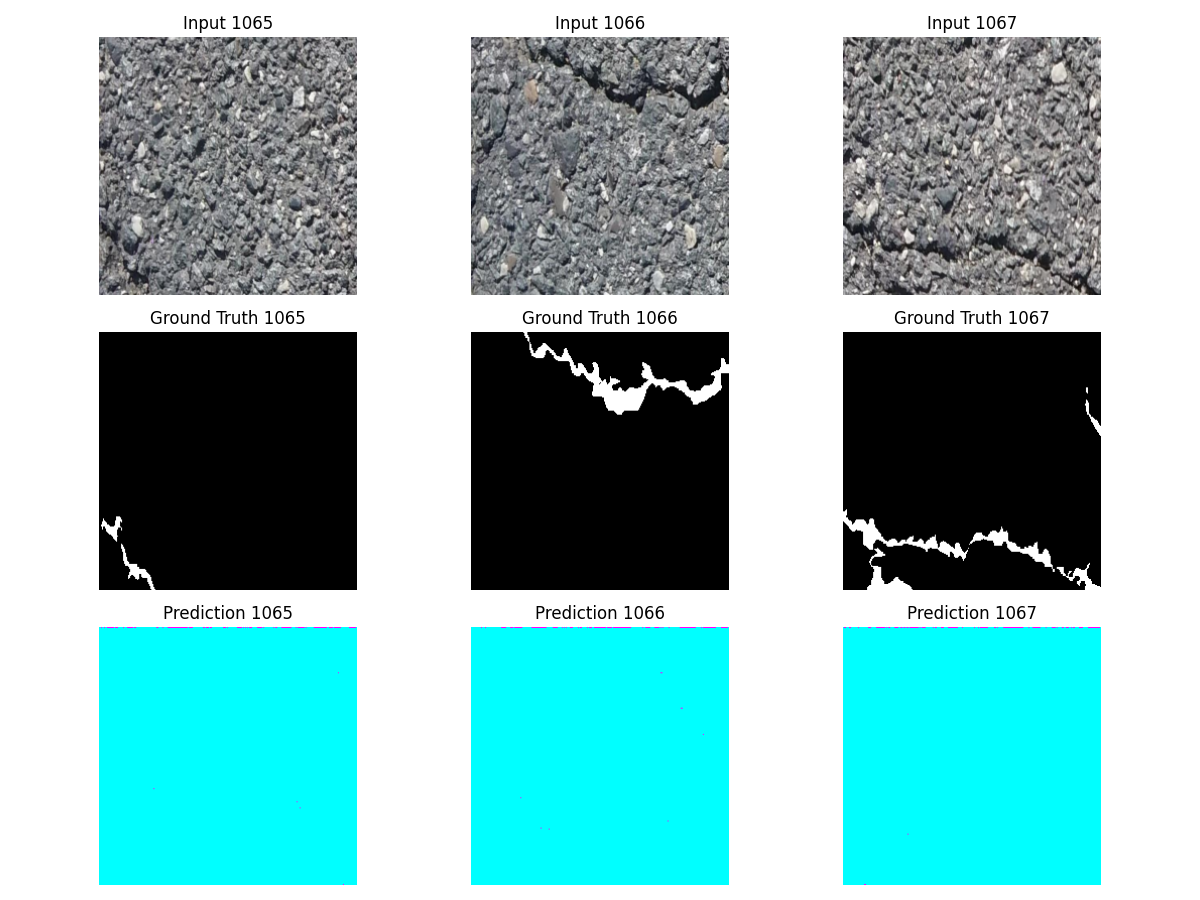 Input 1065
Input 1066
Input 1067
Ground Truth 1065
Ground Truth 1066
Ground Truth 1067
Prediction 1065
Prediction 1066
Prediction 1067